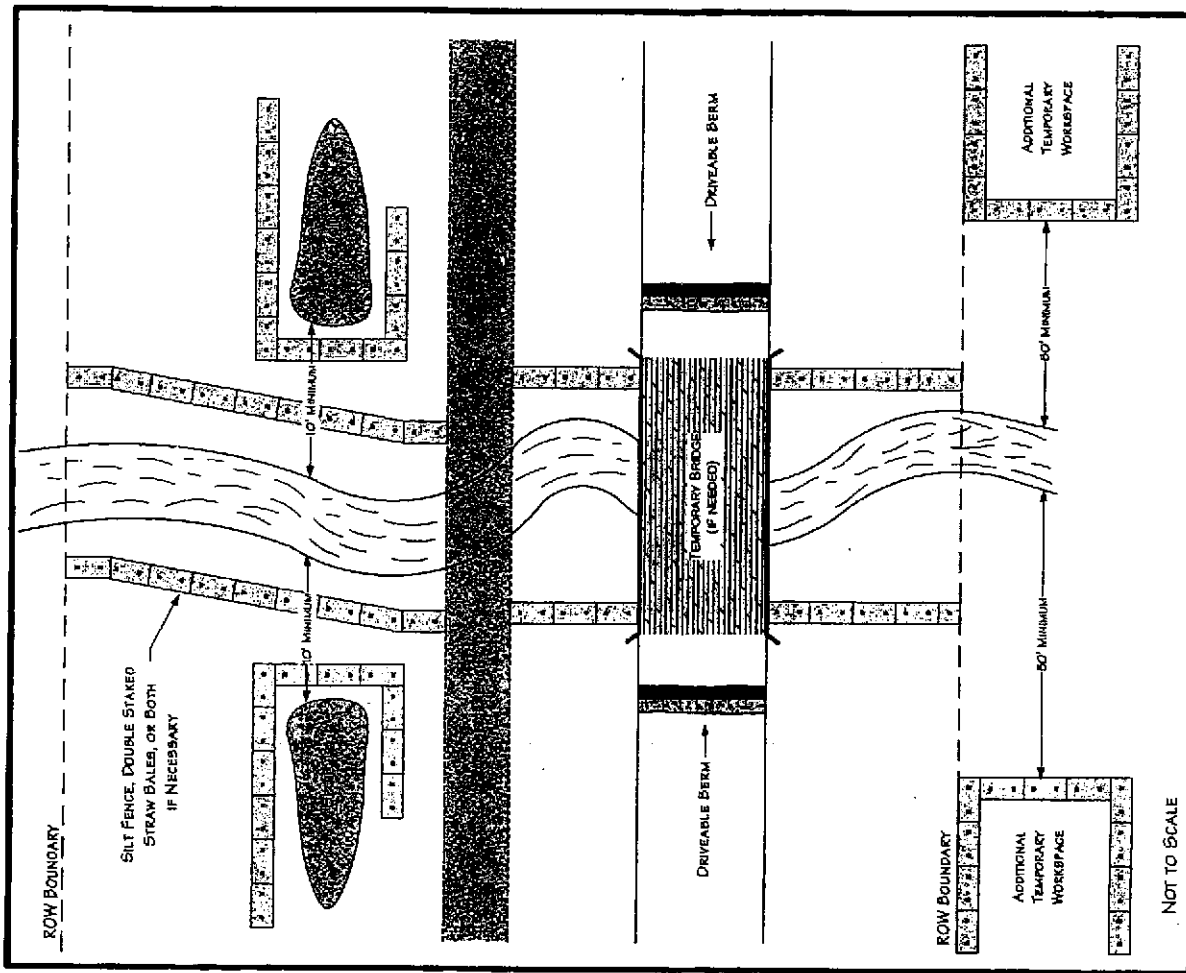 ROW BOUNDARY
SILT FENCE, DOUBLE STAKED
STRAW BALES, OR BOTH
IF NECESSARY
10' MINIMUM
10' MINIMUM
DRIVEABLE BERM
TEMPORARY BRIDGE
(IF NEEDED)
DRIVEABLE BERM
ROW BOUNDARY
ADDITIONAL
TEMPORARY
WORKSPACE
50' MINIMUM
50' MINIMUM
ADDITIONAL
TEMPORARY
WORKSPACE
NOT TO SCALE